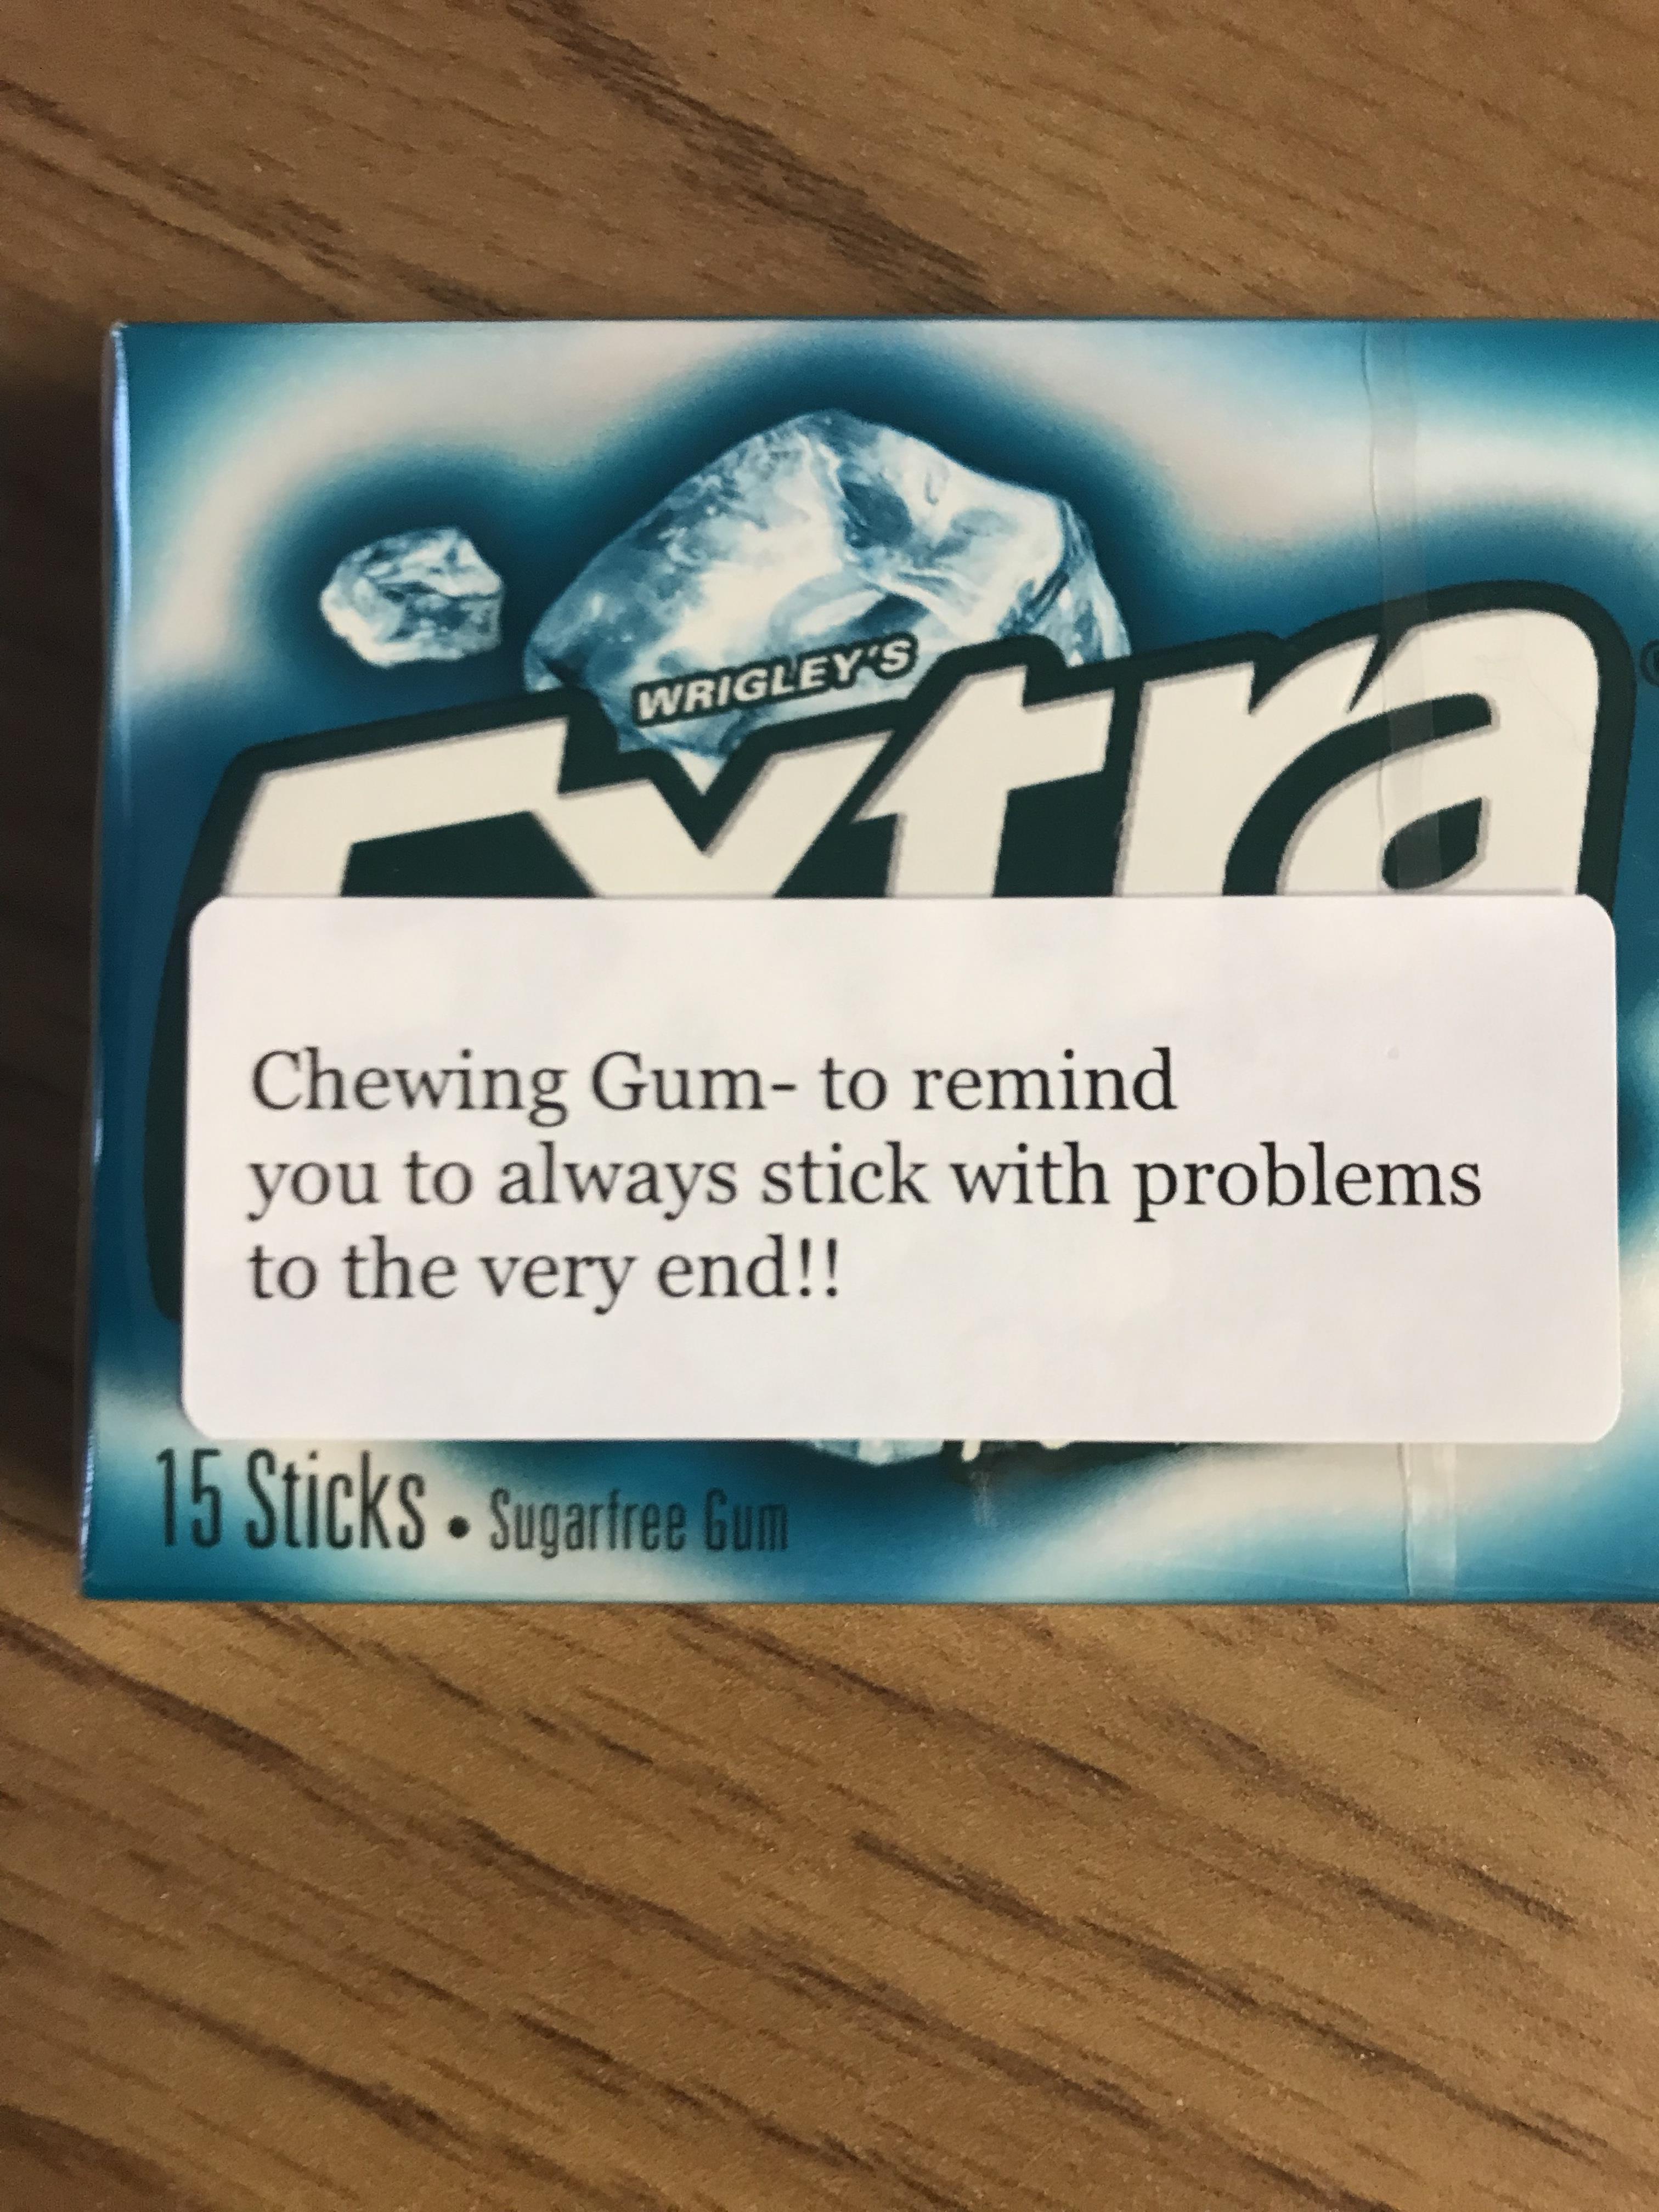 WRIGLEY'S
Extra
Chewing Gum- to remind
you to always stick with problems
to the very end!!
15 Sticks • Sugarfree Gum